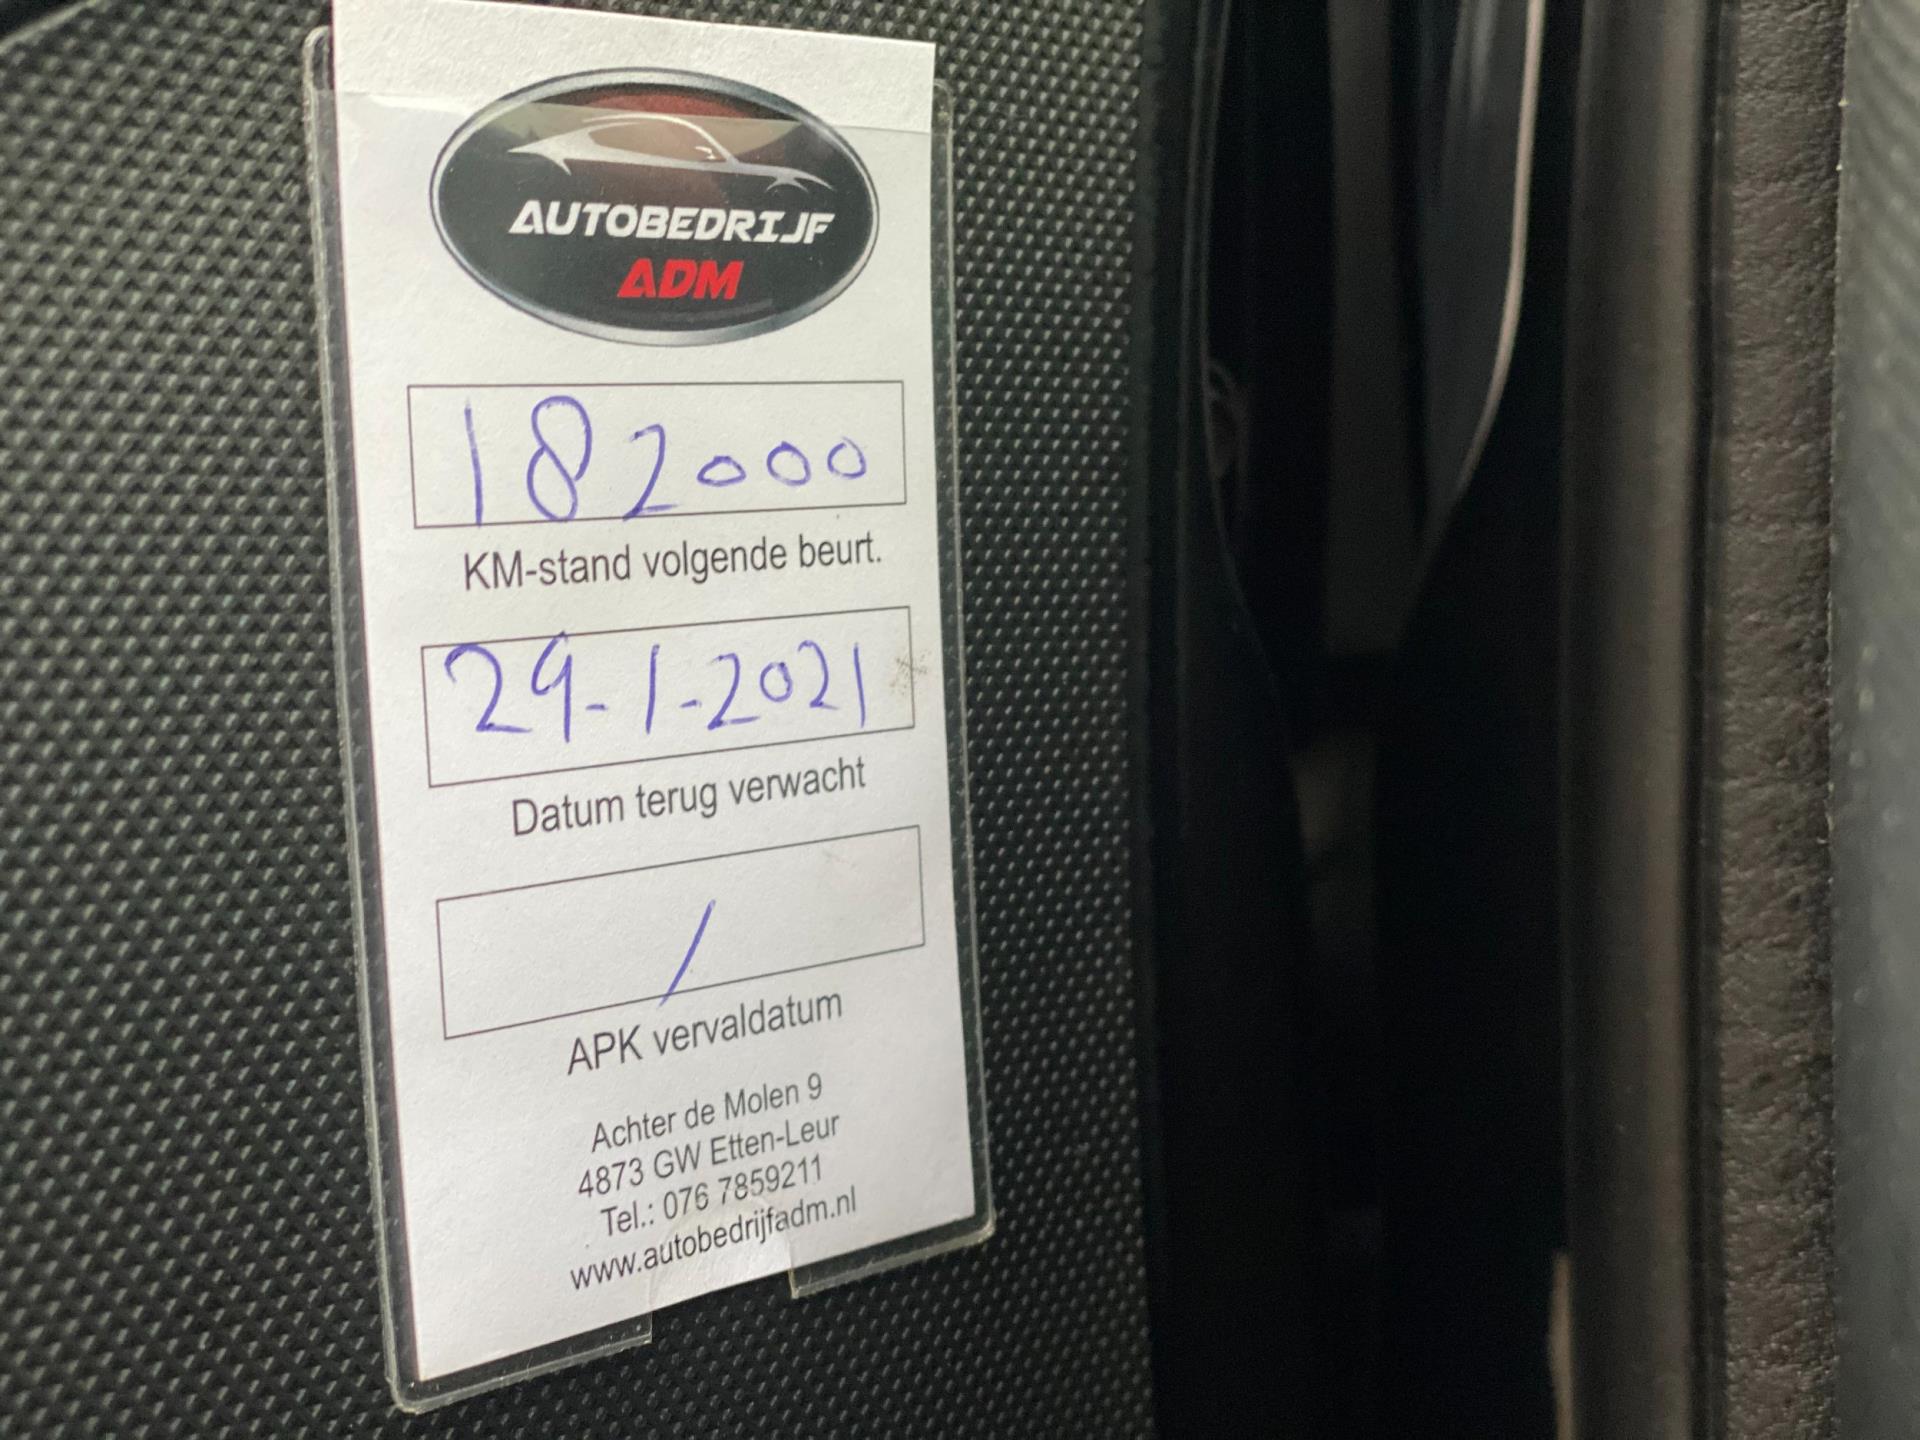 AUTOBEDRIJF
ADM
182000
KM-stand volgende beurt.
29-1-2021
Datum terug verwacht
/
APK vervaldatum
Achter de Molen 9
4873 GW Etten-Leur
Tel.: 076 7859211
www.autobedrijfadm.nl